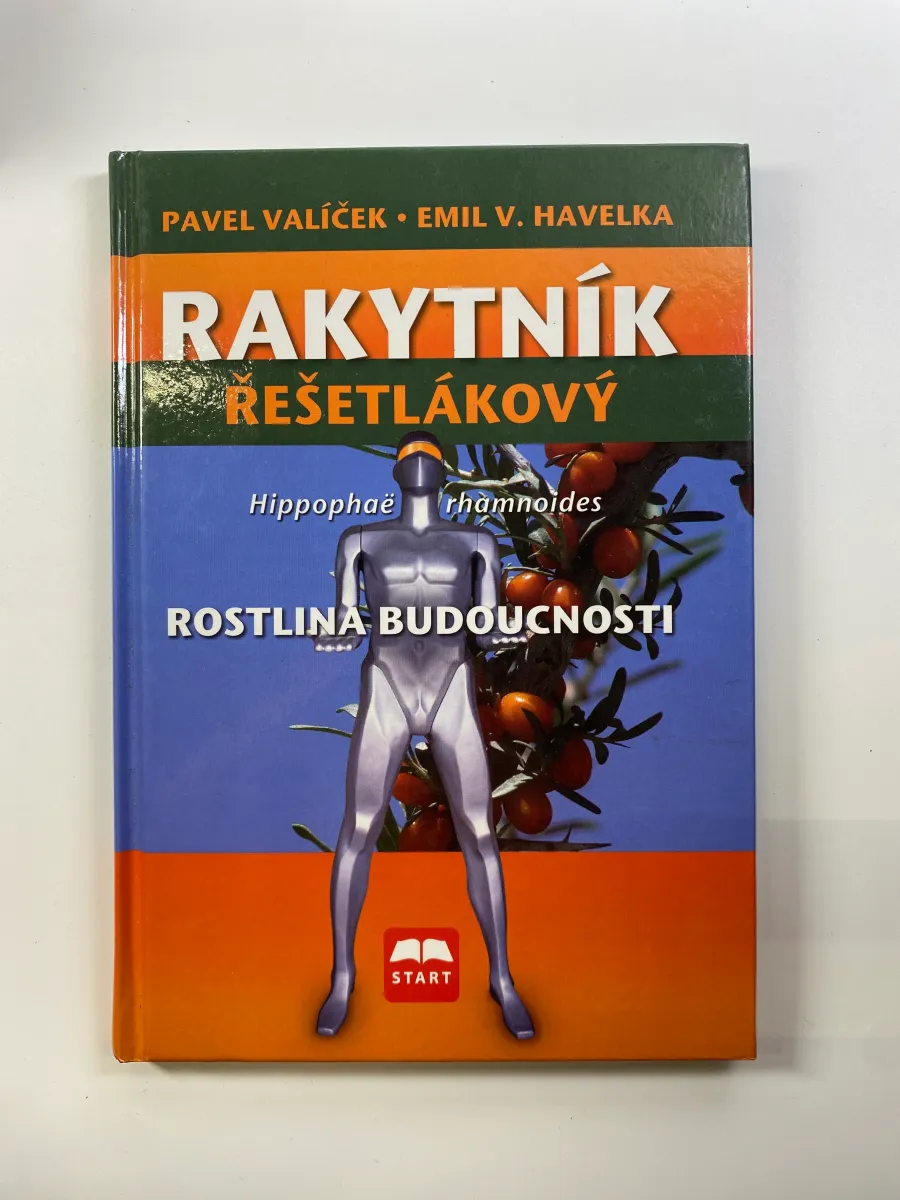 PAVEL VALÍČEK • EMIL V. HAVELKA
RAKYTNÍK
ŘEŠETLÁKOVÝ
Hippophaë rhamnoides
ROSTLINA BUDOUCNOSTI
START